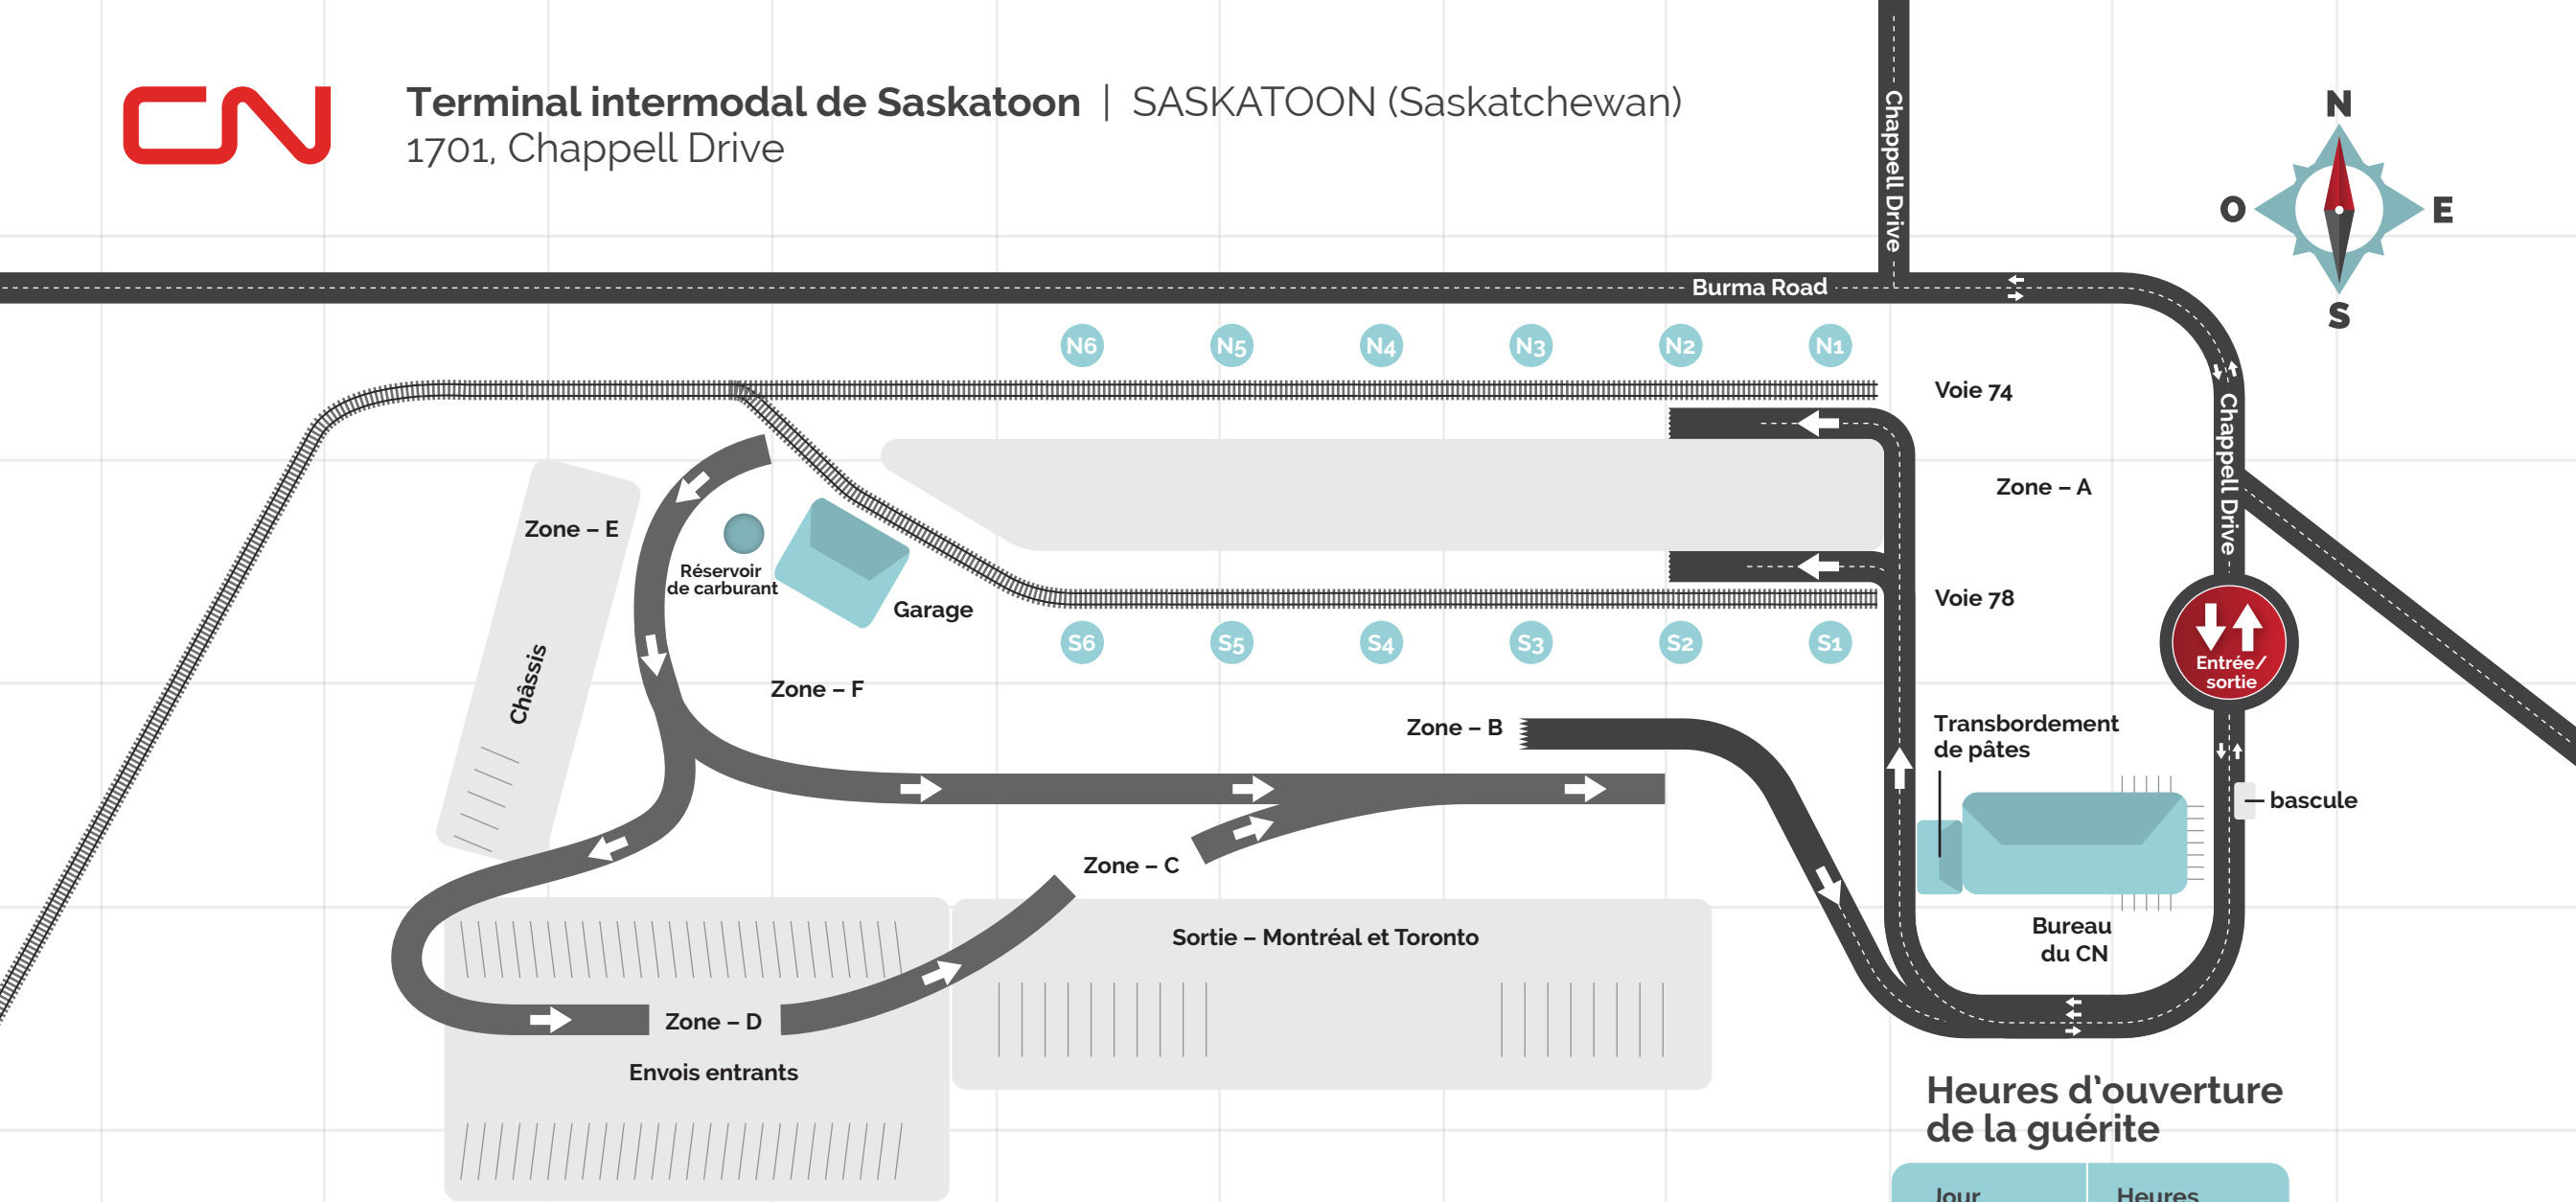 CN
Terminal intermodal de Saskatoon | SASKATOON (Saskatchewan)
1701, Chappell Drive
Chappell Drive
N
O
E
S
Burma Road
N6
N5
N4
N3
N2
N1
Voie 74
Chappell Drive
Zone – A
Zone – E
Réservoir
de carburant
Garage
Voie 78
S6
S5
S4
S3
S2
S1
Entrée/
sortie
Châssis
Zone – F
Zone – B
Transbordement
de pâtes
bascule
Zone – C
Bureau
du CN
Sortie – Montréal et Toronto
Zone – D
Envois entrants
Heures d’ouverture
de la guérite
Jour
Heures